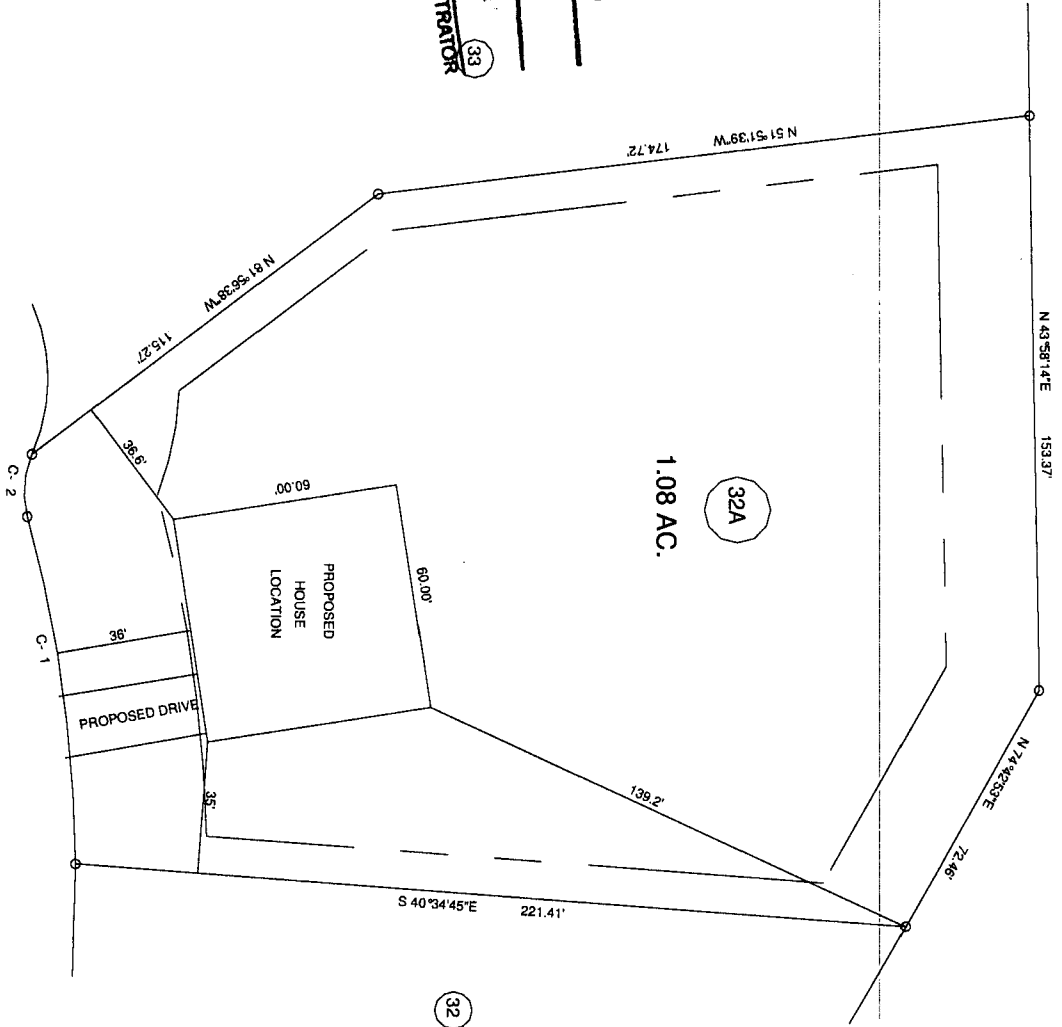 TRATOR
33
N 51°51'39"W
174.72'
N 43°58'14"E
153.37'
N 81°56'38"W
115.27'
32A
1.08 AC.
N 74°42'53"E
72.46'
36.6'
60.00'
60.00'
PROPOSED
HOUSE
LOCATION
139.2'
C- 2
C- 1
36'
PROPOSED DRIVE
35'
S 40°34'45"E
221.41'
32